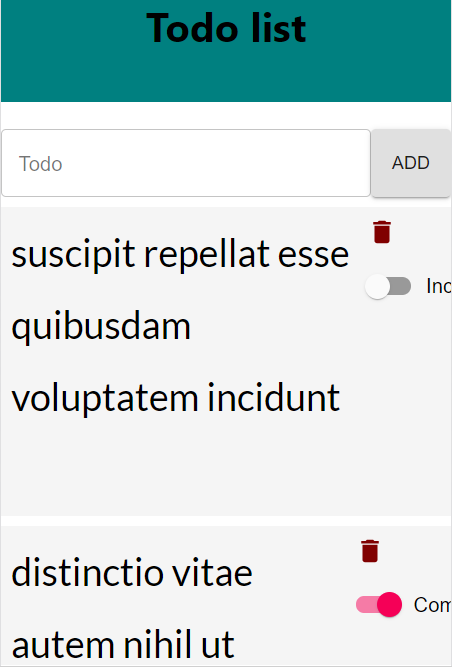 Todo list
Todo
ADD
suscipit repellat esse
Inc
quibusdam
voluptatem incidunt
distinctio vitae
Com
autem nihil ut